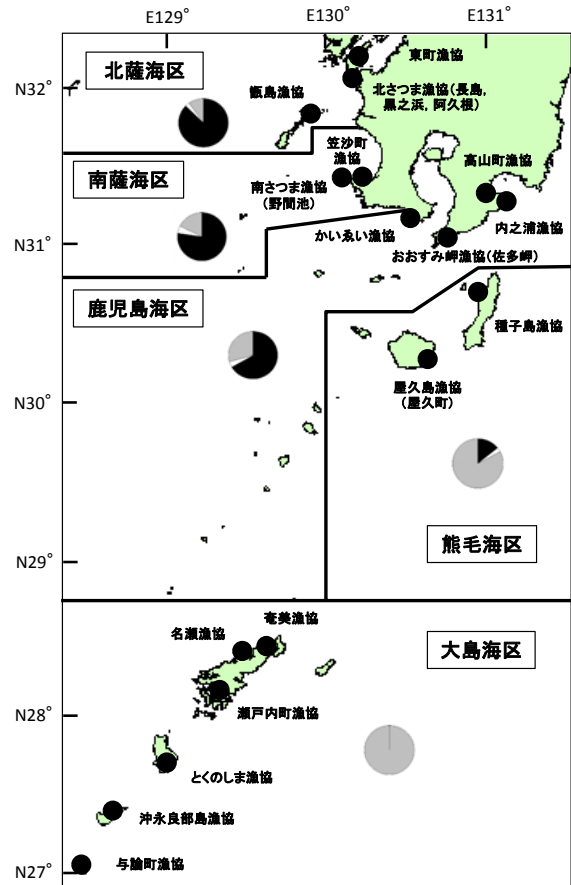 E129° E130° E131°
N32°
N31°
N30°
N29°
N28°
N27°
北薩海区
東町漁協
北さつま漁協(長島,
黒之浜, 阿久根)
甑島漁協
笠沙町
漁協
高山町漁協
南薩海区
南さつま漁協
(野間池)
内之浦漁協
かいゑい漁協
おおすみ岬漁協(佐多岬)
鹿児島海区
種子島漁協
屋久島漁協
(屋久町)
熊毛海区
奄美漁協
名瀬漁協
大島海区
瀬戸内町漁協
とくのしま漁協
沖永良部島漁協
与論町漁協